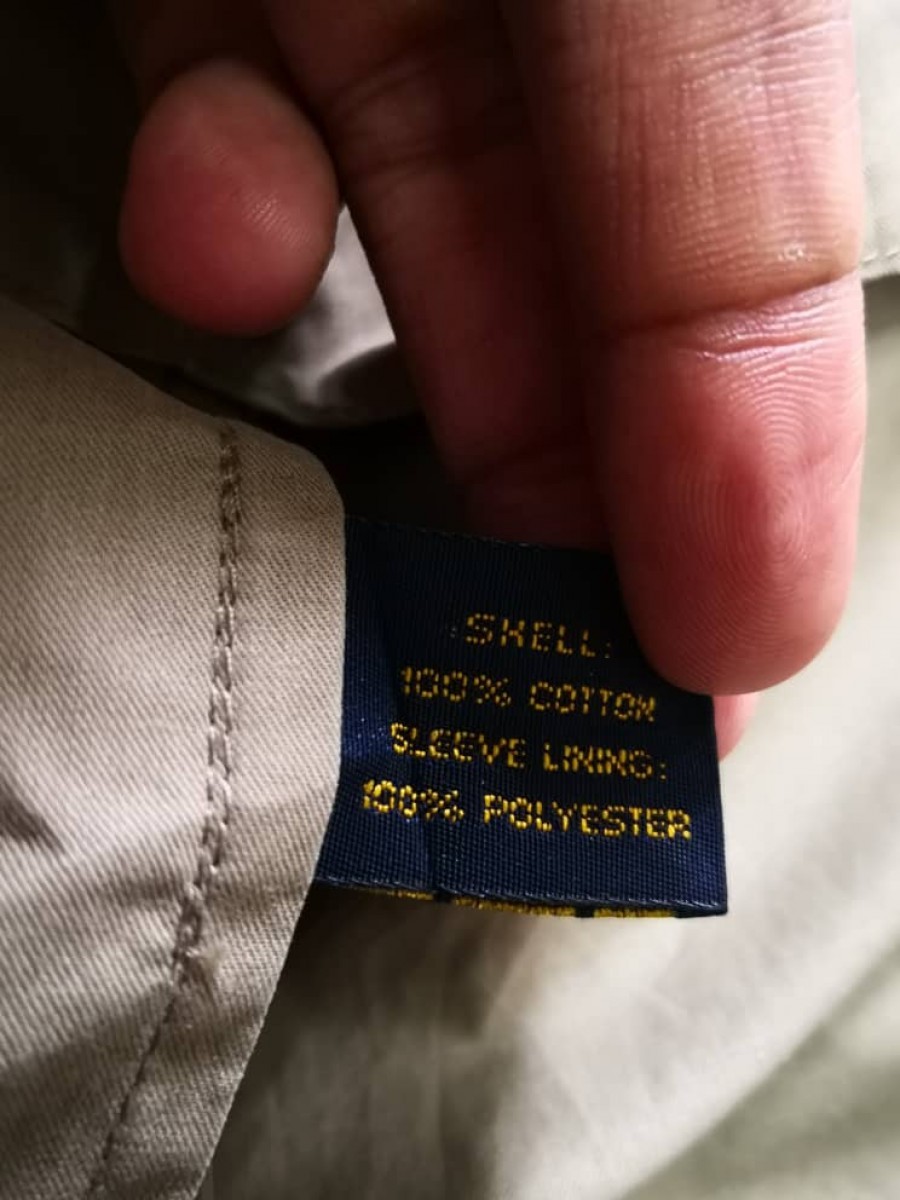 SHELL:
100% COTTON
SLEEVE LINING:
100% POLYESTER